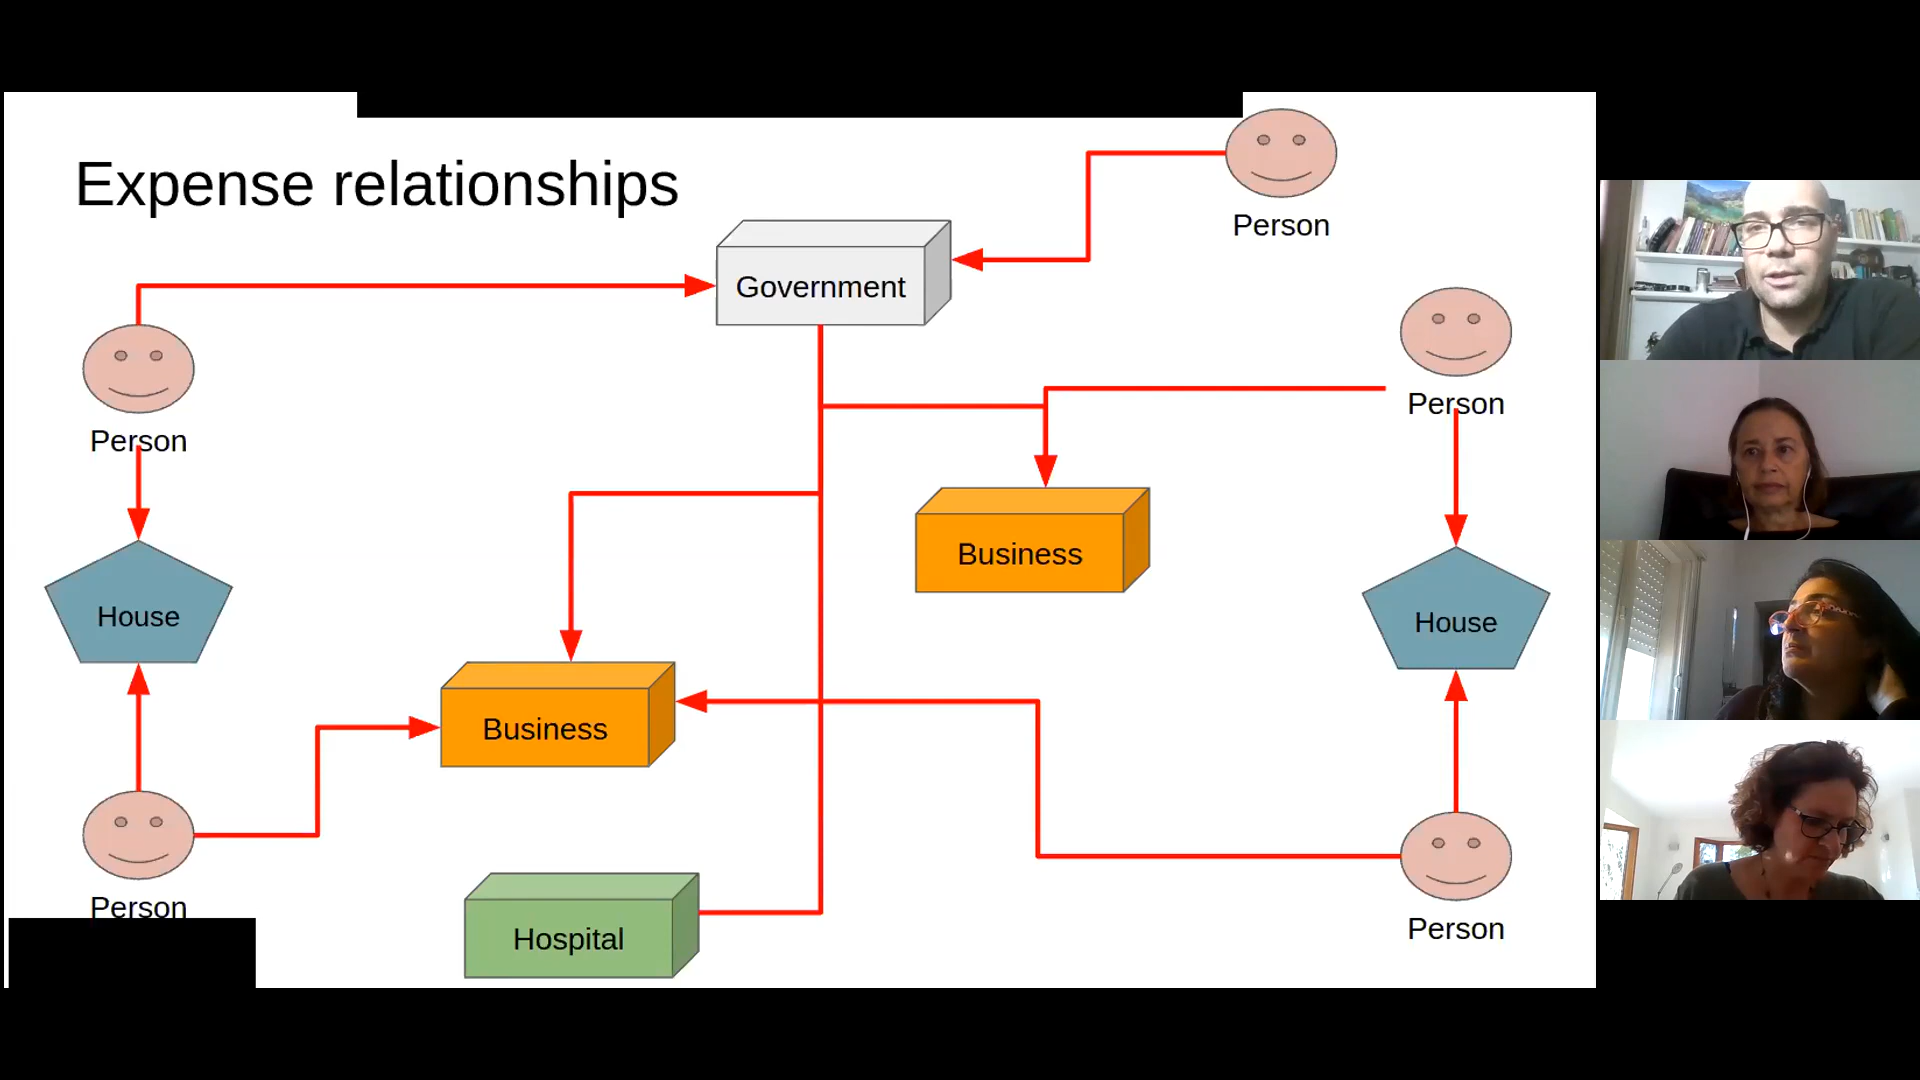 Expense relationships
Person
Government
Person
Person
Business
House
House
Business
Person
Person
Hospital